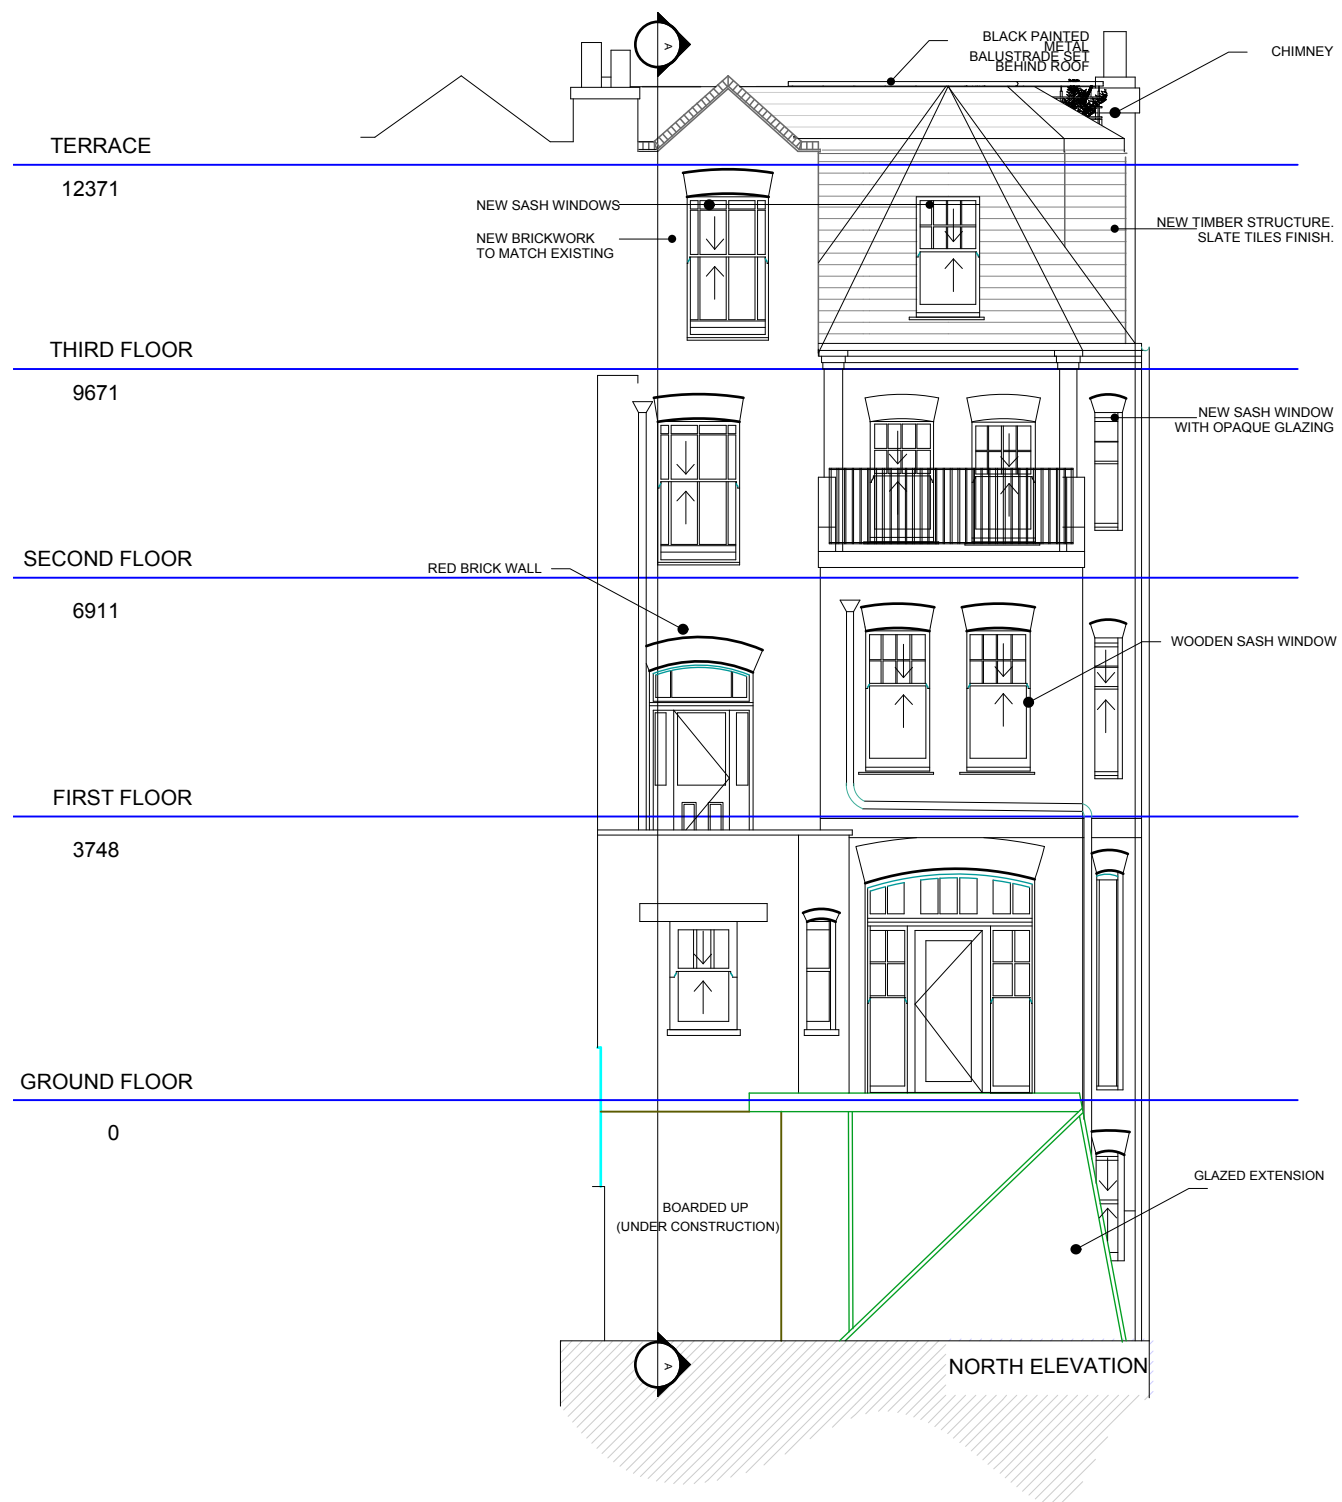 A
BLACK PAINTED
METAL
BALUSTRADE SET
BEHIND ROOF
CHIMNEY
TERRACE
12371
NEW SASH WINDOWS
NEW BRICKWORK
TO MATCH EXISTING
NEW TIMBER STRUCTURE.
SLATE TILES FINISH.
THIRD FLOOR
9671
NEW SASH WINDOW
WITH OPAQUE GLAZING
SECOND FLOOR
RED BRICK WALL
6911
WOODEN SASH WINDOW
FIRST FLOOR
3748
GROUND FLOOR
0
GLAZED EXTENSION
BOARDED UP
(UNDER CONSTRUCTION)
A
NORTH ELEVATION